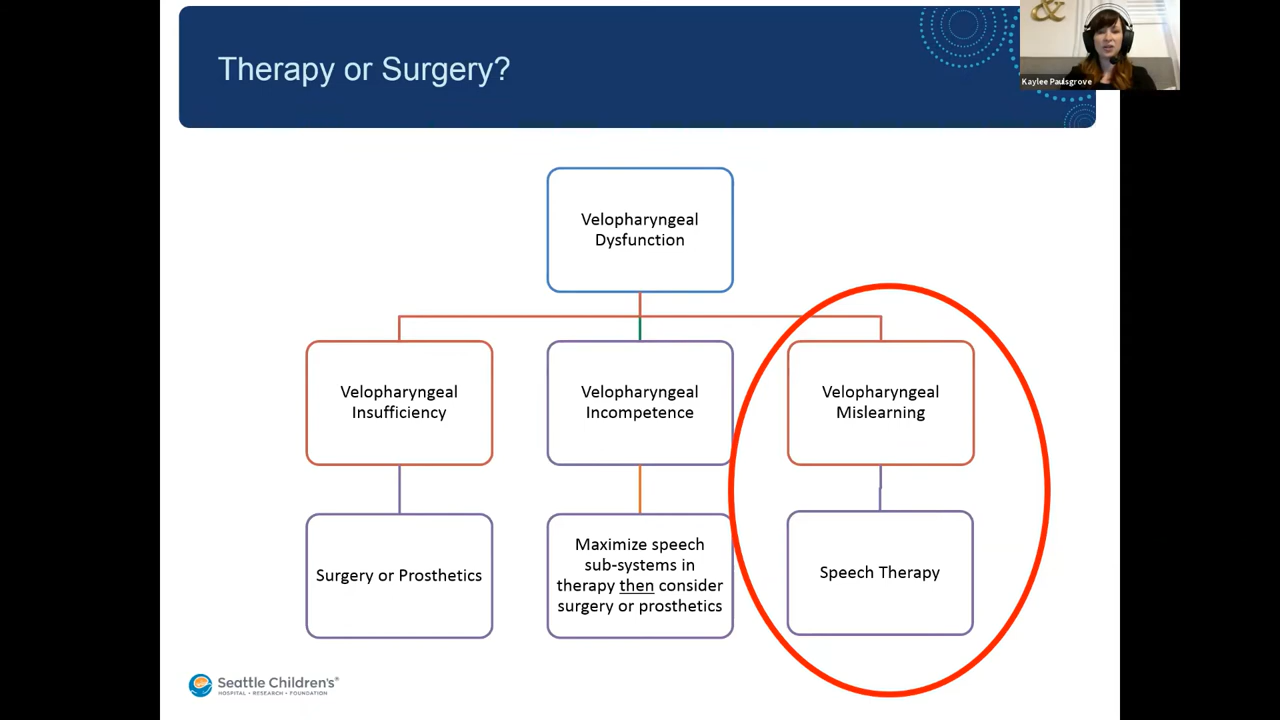 Therapy or Surgery?
&
Kaylee Paulsgrove
Velopharyngeal
Dysfunction
Velopharyngeal
Insufficiency
Velopharyngeal
Incompetence
Velopharyngeal
Mislearning
Surgery or Prosthetics
Maximize speech
sub-systems in
therapy then consider
surgery or prosthetics
Speech Therapy
Seattle Children's®
HOSPITAL • RESEARCH • FOUNDATION